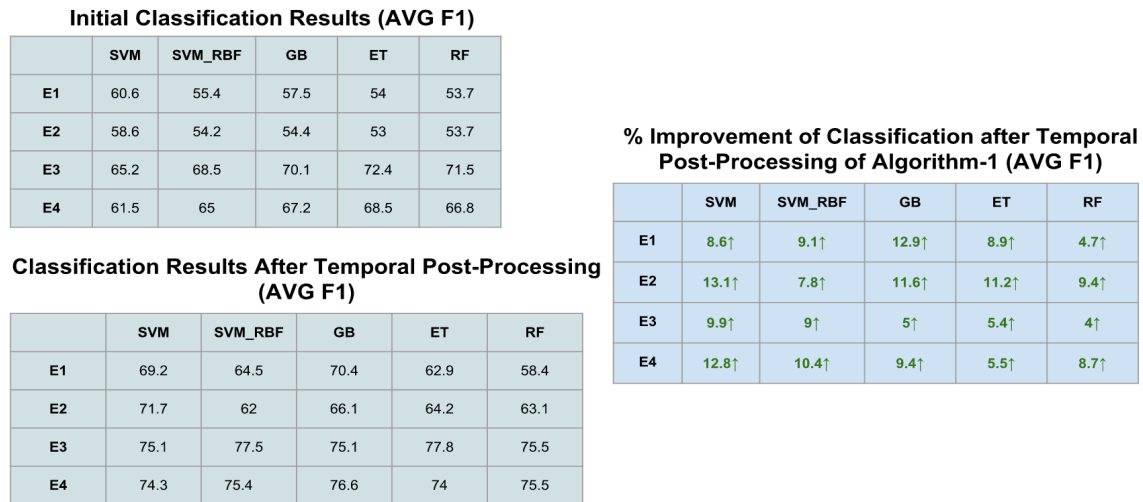 Initial Classification Results (AVG F1)
SVM SVM_RBF GB ET RF
E1 60.6 55.4 57.5 54 53.7
E2 58.6 54.2 54.4 53 53.7
E3 65.2 68.5 70.1 72.4 71.5
E4 61.5 65 67.2 68.5 66.8
Classification Results After Temporal Post-Processing
(AVG F1)
SVM SVM_RBF GB ET RF
E1 69.2 64.5 70.4 62.9 58.4
E2 71.7 62 66.1 64.2 63.1
E3 75.1 77.5 75.1 77.8 75.5
E4 74.3 75.4 76.6 74 75.5
% Improvement of Classification after Temporal
Post-Processing of Algorithm-1 (AVG F1)
SVM SVM_RBF GB ET RF
E1 8.6↑ 9.1↑ 12.9↑ 8.9↑ 4.7↑
E2 13.1↑ 7.8↑ 11.6↑ 11.2↑ 9.4↑
E3 9.9↑ 9↑ 5↑ 5.4↑ 4↑
E4 12.8↑ 10.4↑ 9.4↑ 5.5↑ 8.7↑